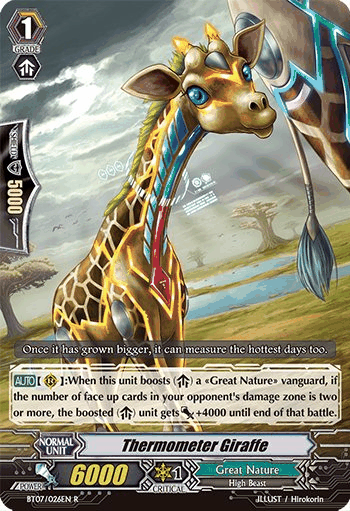 1
GRADE
SHIELD
5000
Once it has grown bigger, it can measure the hottest days too.
AUTO【 】:When this unit boosts ( ) a «Great Nature» vanguard, if
the number of face up cards in your opponent's damage zone is two
or more, the boosted ( ) unit gets +4000 until end of that battle.
NORMAL
UNIT
Thermometer Giraffe
POWER
6000
1
CRITICAL
Great Nature
High Beast
BT07/026EN R
ILLUST / Hirokorin